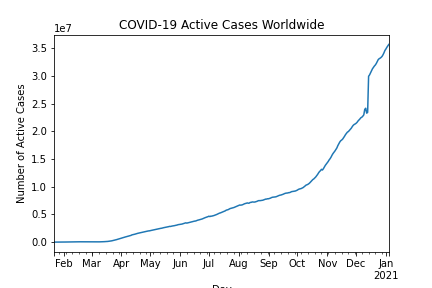 COVID-19 Active Cases Worldwide
1e7
3.5
3.0
2.5
2.0
1.5
1.0
0.5
0.0
Number of Active Cases
Feb Mar Apr May Jun Jul Aug Sep Oct Nov Dec Jan
2021